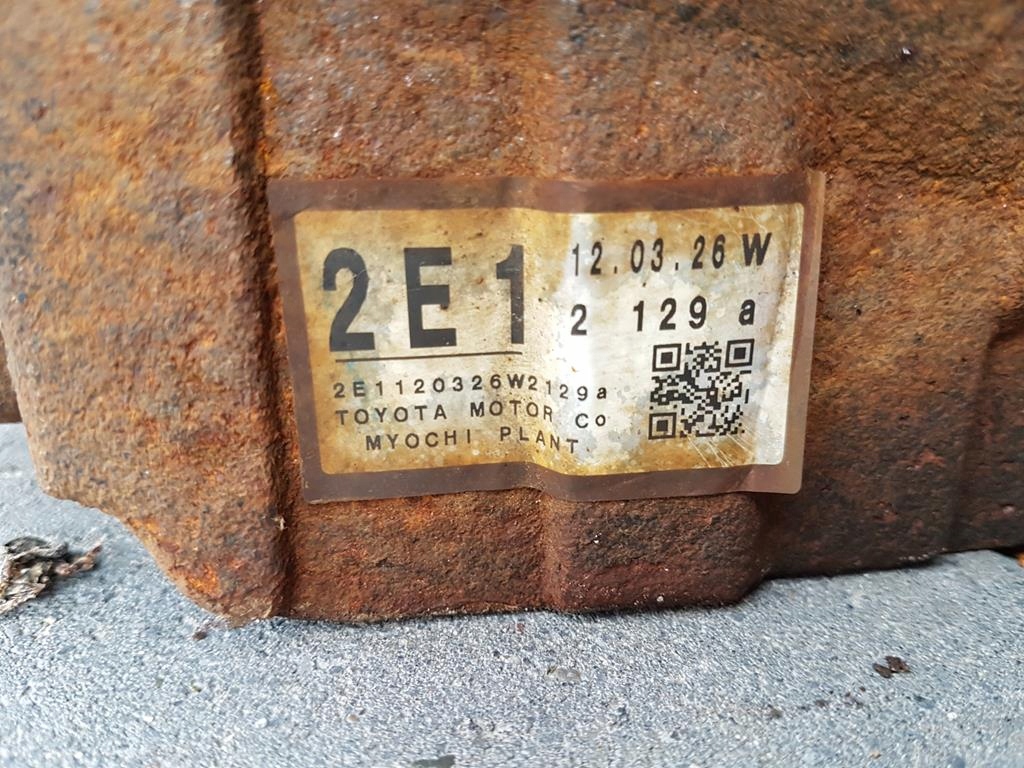 2E1
12.03.26 W
2 129 a
2E1120326W2129a
TOYOTA MOTOR Co
MYOCHI PLANT.